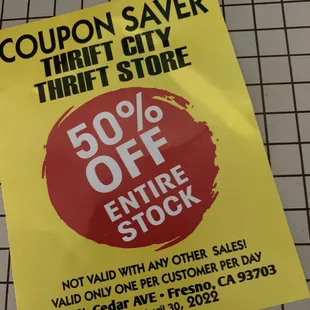 COUPON SAVER
THRIFT CITY
THRIFT STORE
50%
OFF
ENTIRE
STOCK
NOT VALID WITH ANY OTHER SALES!
VALID ONLY ONE PER CUSTOMER PER DAY
Cedar AVE • Fresno, CA 93703
30, 2022